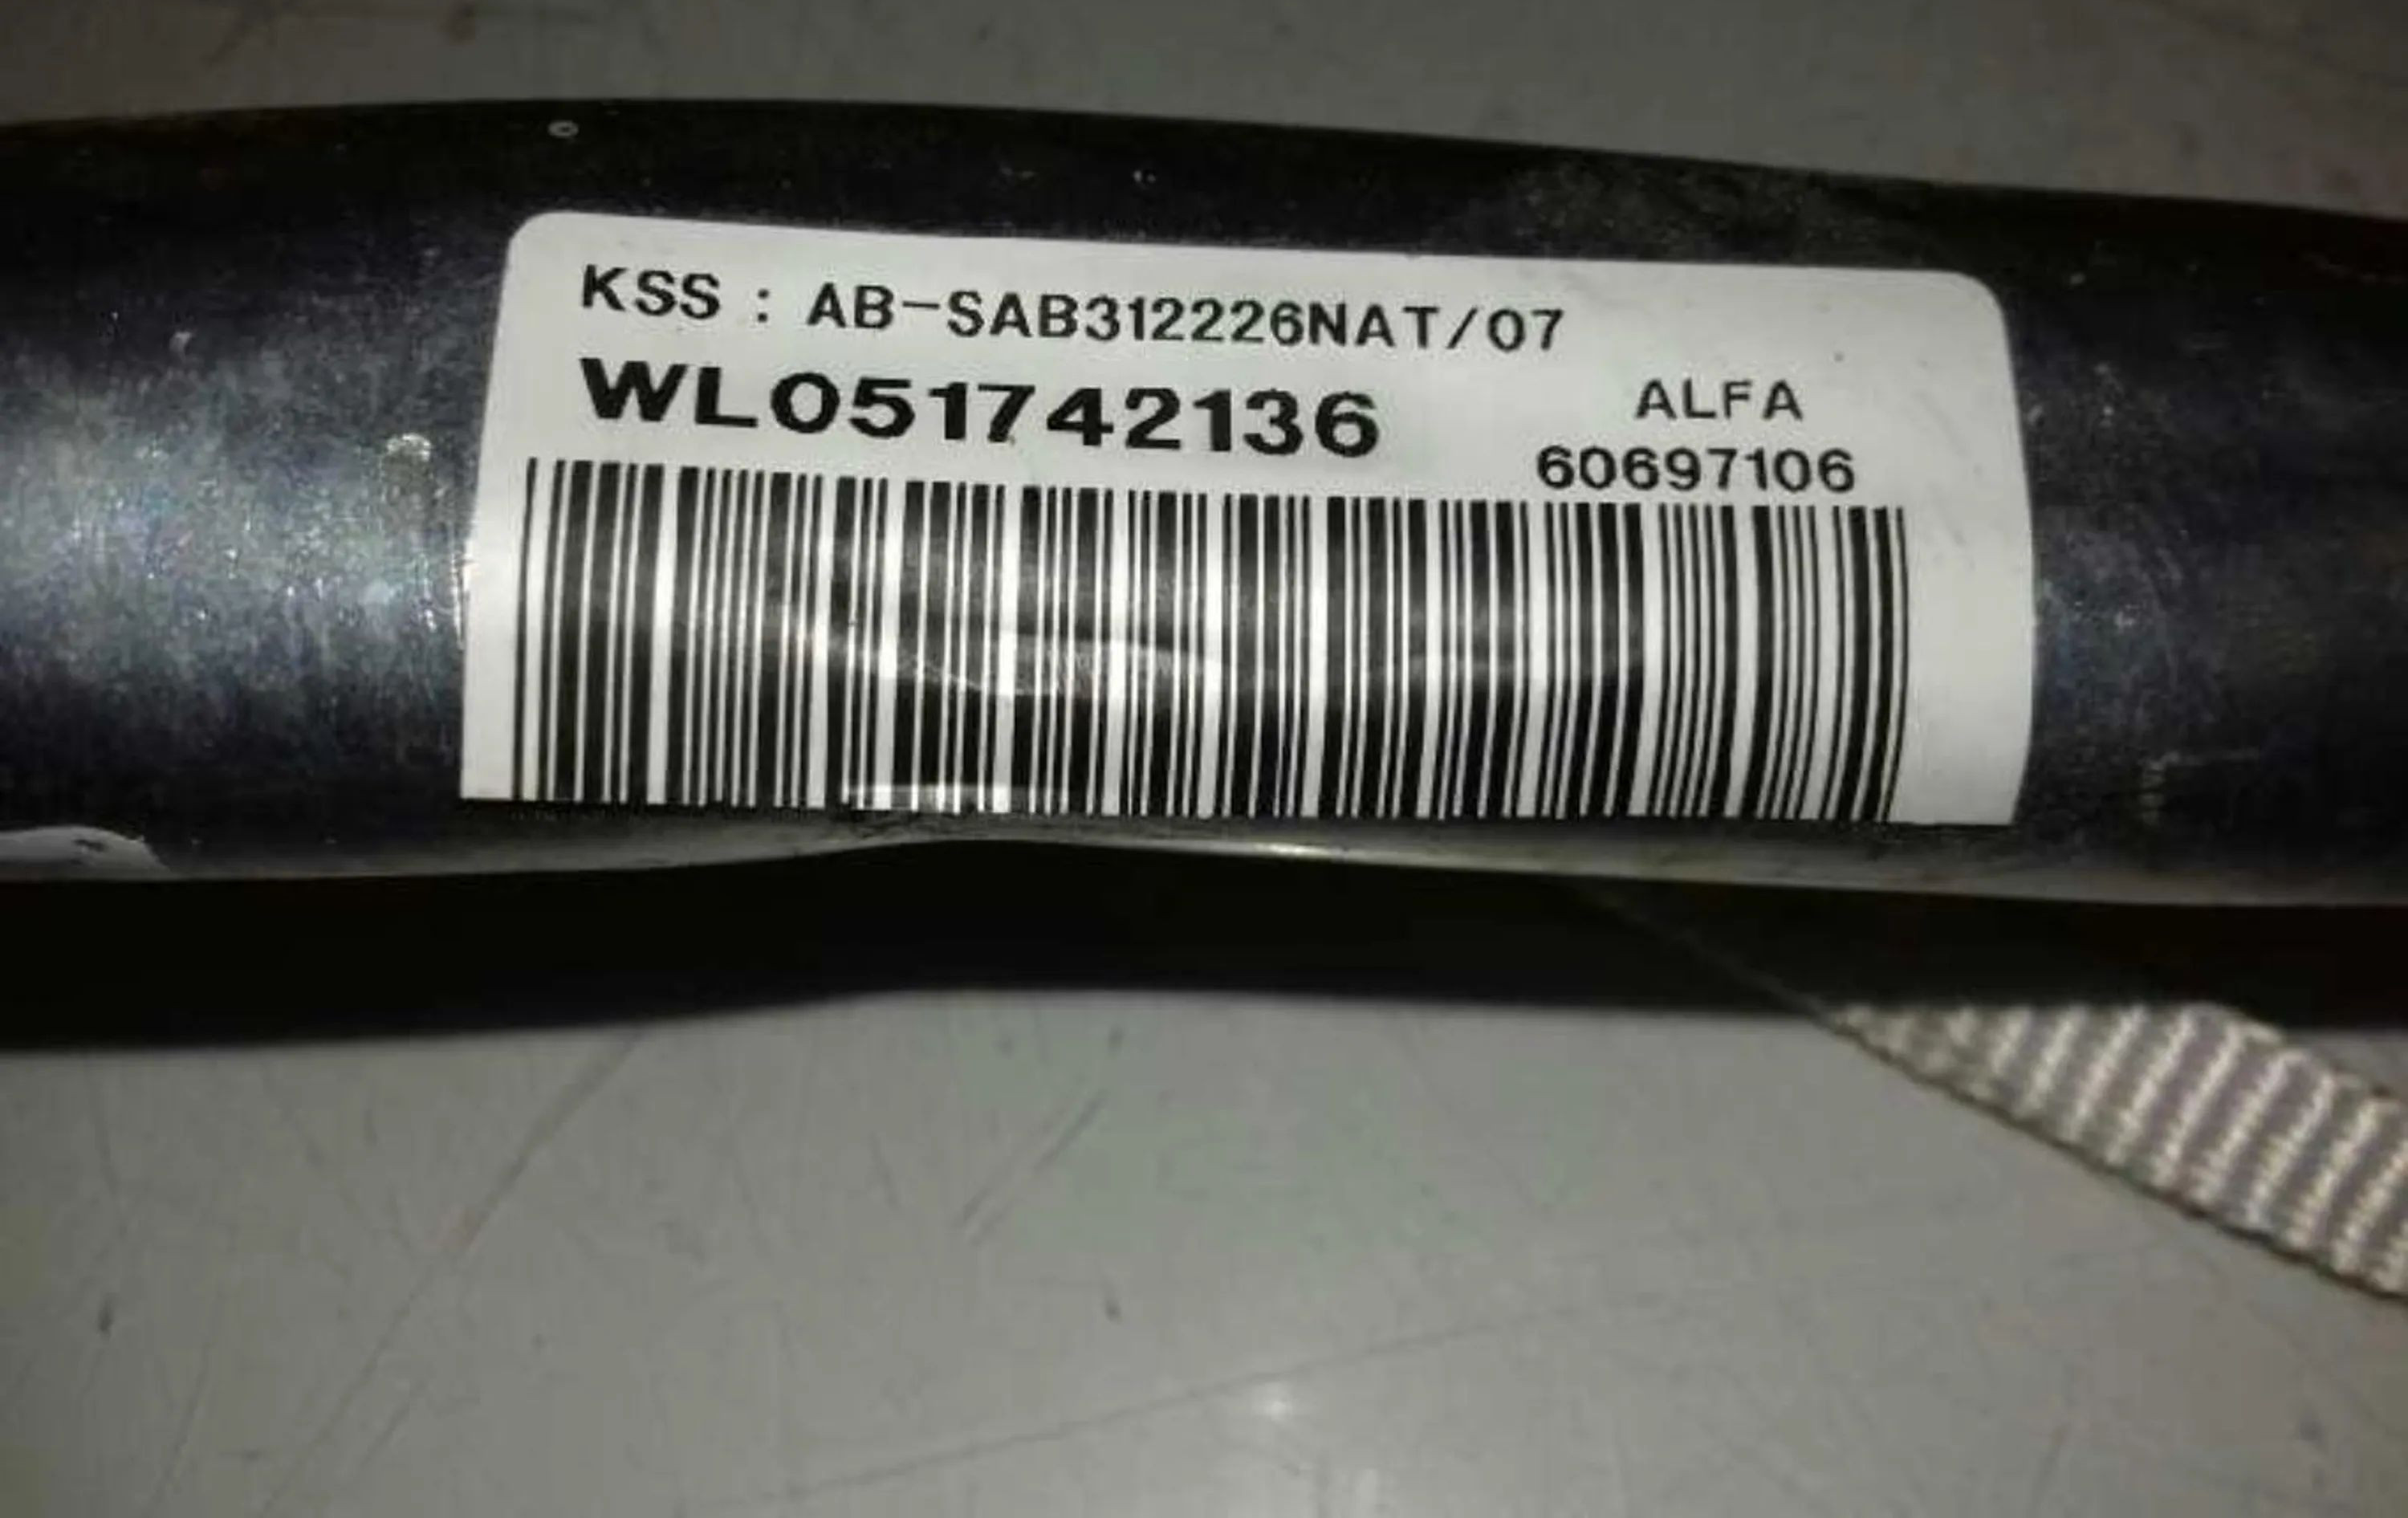 KSS : AB-SAB312226NAT/07
WL051742136
ALFA
60697106